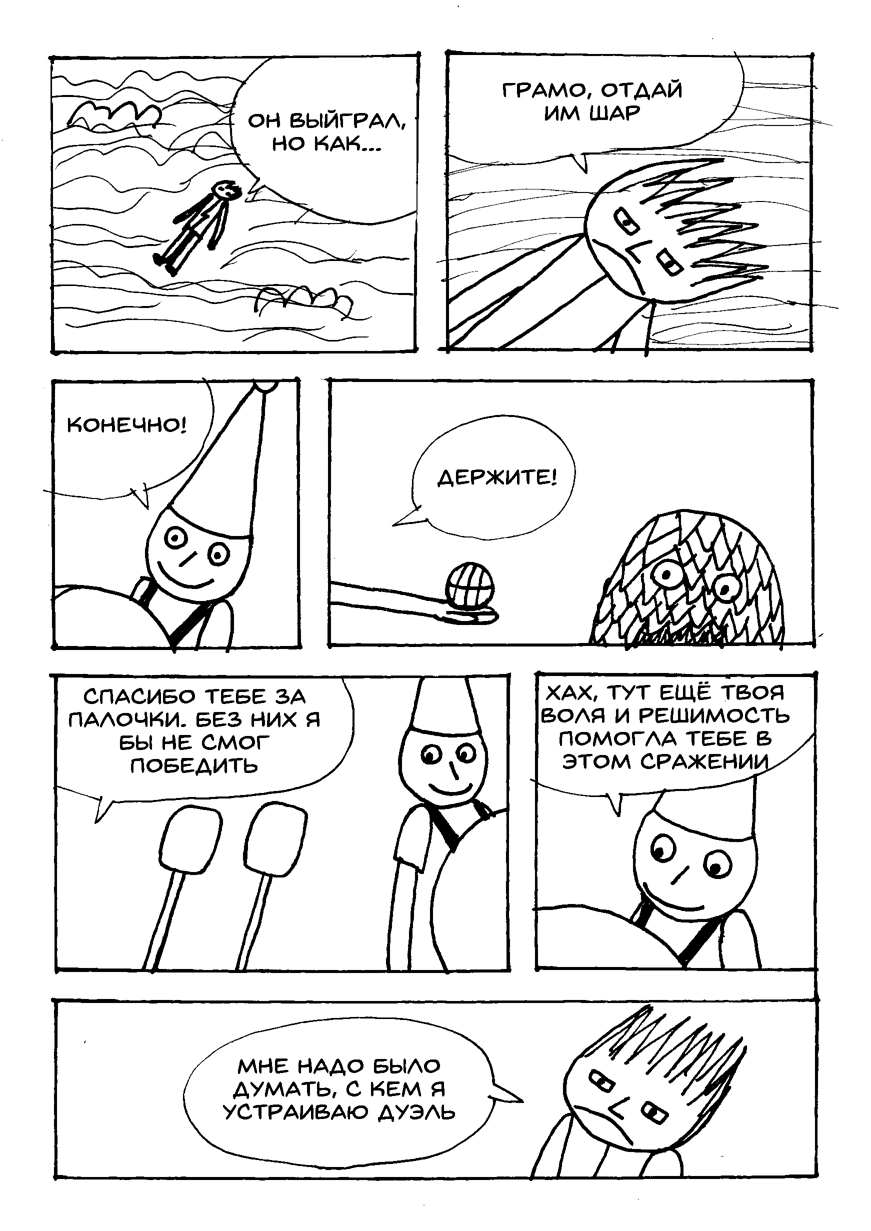 ОН ВЫЙГРАЛ,
НО КАК...
ГРАМО, ОТДАЙ
ИМ ШАР
КОНЕЧНО!
ДЕРЖИТЕ!
СПАСИБО ТЕБЕ ЗА
ПАЛОЧКИ. БЕЗ НИХ Я
БЫ НЕ СМОГ
ПОБЕДИТЬ
ХАХ, ТУТ ЕЩЁ ТВОЯ
ВОЛЯ И РЕШИМОСТЬ
ПОМОГЛА ТЕБЕ В
ЭТОМ СРАЖЕНИИ
МНЕ НАДО БЫЛО
ДУМАТЬ, С КЕМ Я
УСТРАИВАЮ ДУЭЛЬ